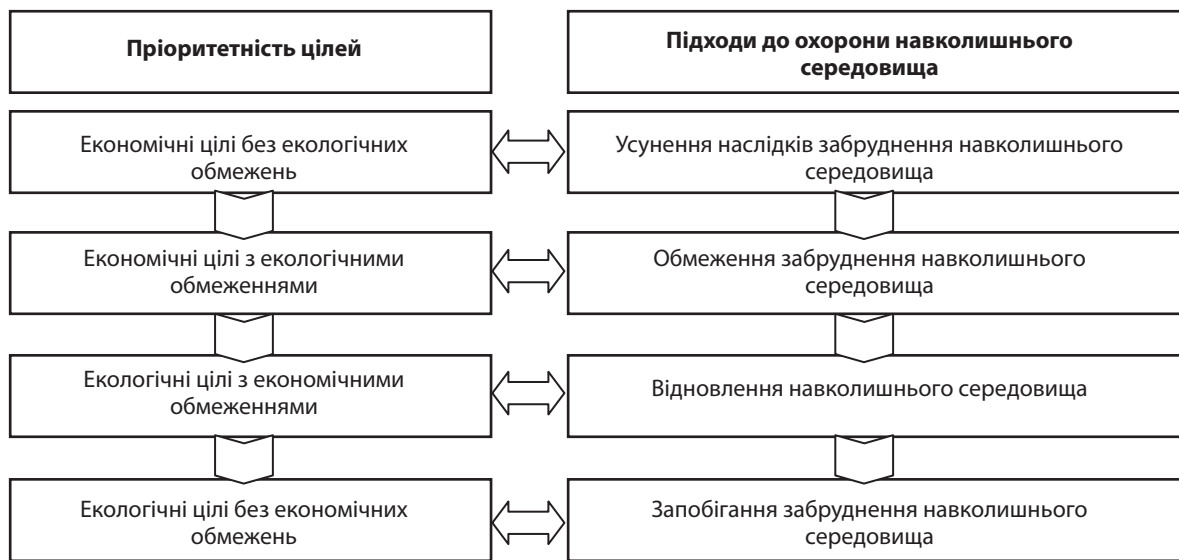 Пріоритетність цілей
Підходи до охорони навколишнього
середовища
Економічні цілі без екологічних
обмежень
Усунення наслідків забруднення навколишнього
середовища
Економічні цілі з екологічними
обмеженнями
Обмеження забруднення навколишнього
середовища
Екологічні цілі з економічними
обмеженнями
Відновлення навколишнього середовища
Екологічні цілі без економічних
обмежень
Запобігання забруднення навколишнього
середовища